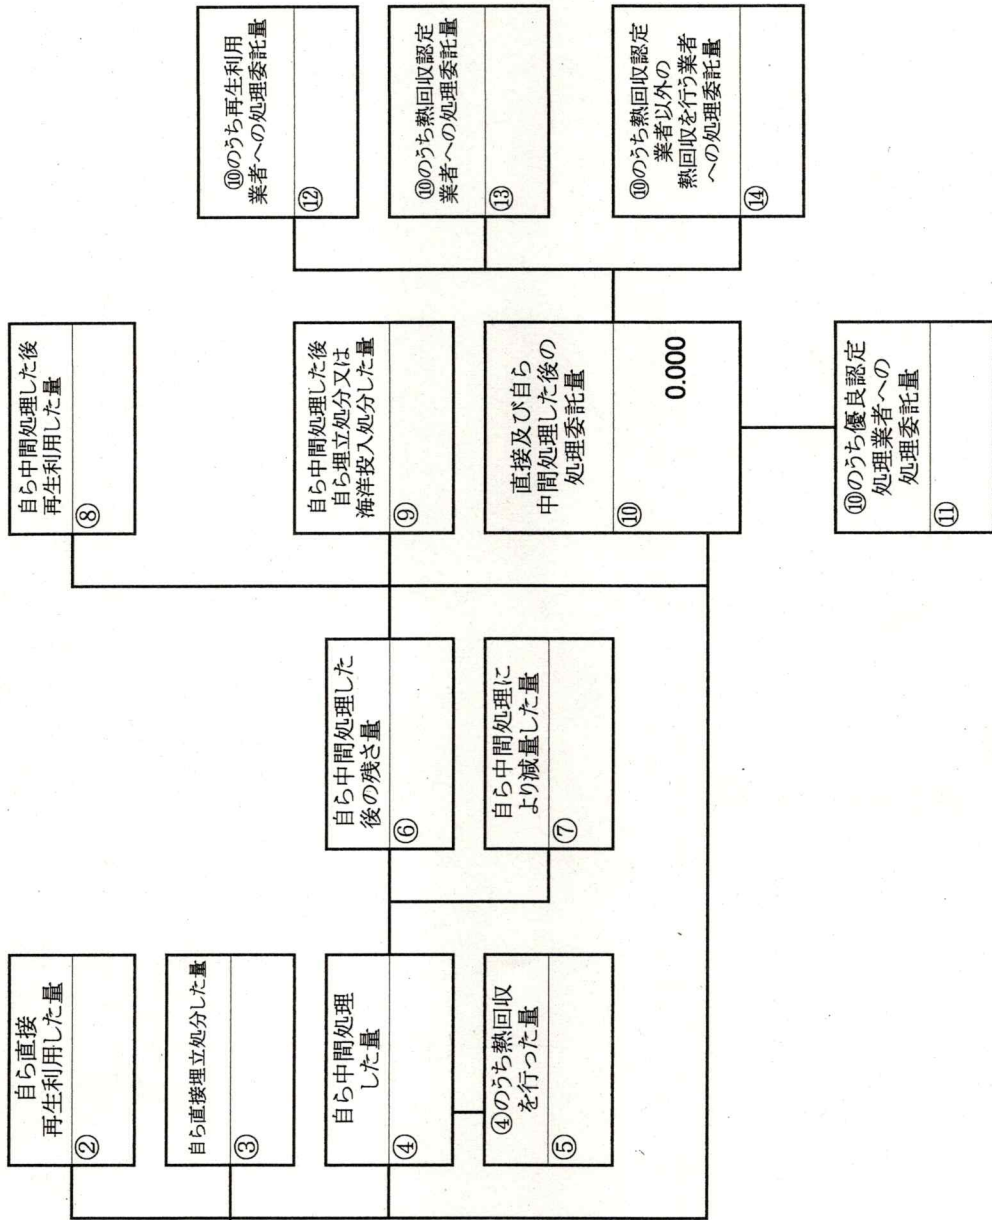 自ら直接
再生利用した量
②
自ら直接埋立処分した量
③
自ら中間処理
した量
④
④のうち熱回収
を行った量
⑤
自ら中間処理した
後の残さ量
⑥
自ら中間処理に
より減量した量
⑦
自ら中間処理した後
再生利用した量
⑧
自ら中間処理した後
自ら埋立処分又は
海洋投入処分した量
⑨
直接及び自ら
中間処理した後の
処理委託量
⑩
0.000
⑩のうち優良認定
処理業者への
処理委託量
⑪
⑩のうち再生利用
業者への処理委託量
⑫
⑩のうち熱回収認定
業者への処理委託量
⑬
⑩のうち熱回収認定
業者以外の
熱回収を行う業者
への処理委託量
⑭